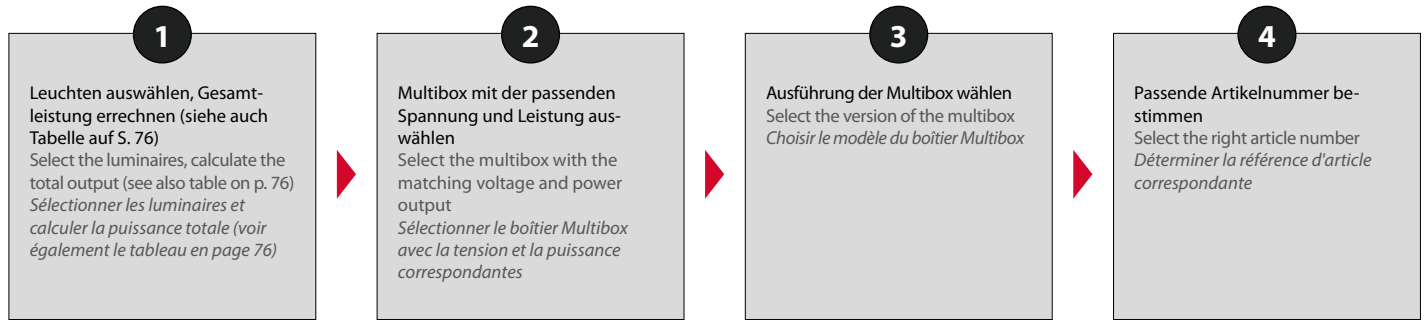 1
Leuchten auswählen, Gesamt-
leistung errechnen (siehe auch
Tabelle auf S. 76)
Select the luminaires, calculate the
total output (see also table on p. 76)
Sélectionner les luminaires et
calculer la puissance totale (voir
également le tableau en page 76)
2
Multibox mit der passenden
Spannung und Leistung aus-
wählen
Select the multibox with the
matching voltage and power
output
Sélectionner le boîtier Multibox
avec la tension et la puissance
correspondantes
3
Ausführung der Multibox wählen
Select the version of the multibox
Choisir le modèle du boîtier Multibox
4
Passende Artikelnummer be-
stimmen
Select the right article number
Déterminer la référence d'article
correspondante